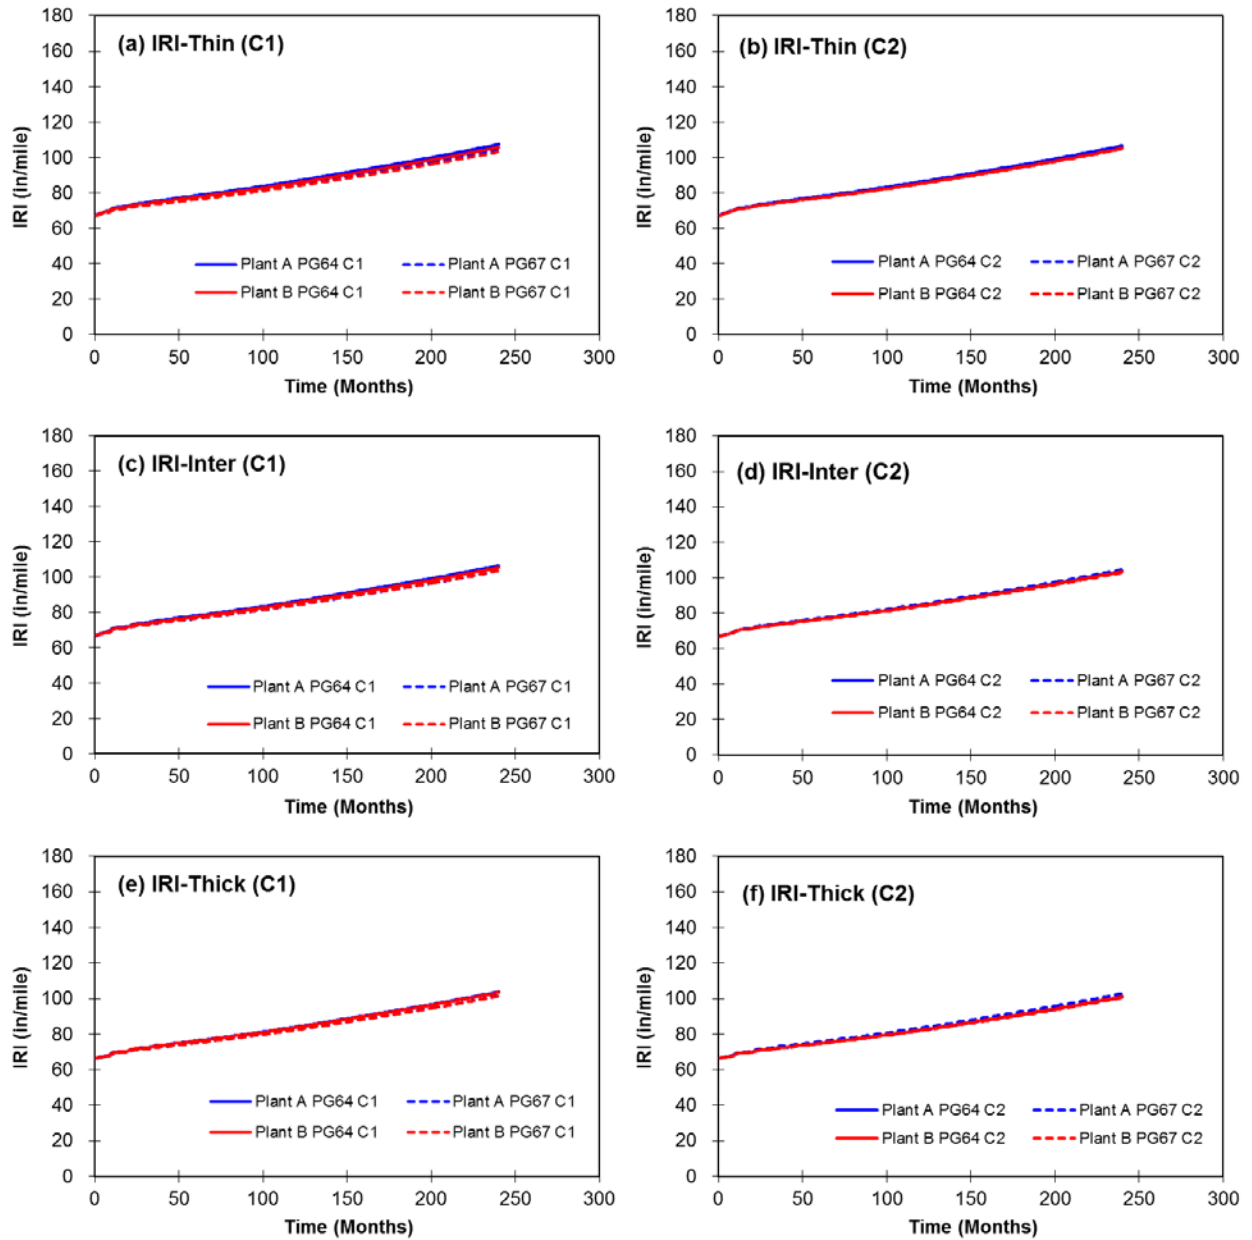 (a) IRI-Thin (C1)
IRI (in/mile)
180
160
140
120
100
80
60
40
20
0
Plant A PG64 C1
Plant A PG67 C1
Plant B PG64 C1
Plant B PG67 C1
0 50 100 150 200 250 300
Time (Months)
(b) IRI-Thin (C2)
IRI (in/mile)
180
160
140
120
100
80
60
40
20
0
Plant A PG64 C2
Plant A PG67 C2
Plant B PG64 C2
Plant B PG67 C2
0 50 100 150 200 250 300
Time (Months)
(c) IRI-Inter (C1)
IRI (in/mile)
180
160
140
120
100
80
60
40
20
0
Plant A PG64 C1
Plant A PG67 C1
Plant B PG64 C1
Plant B PG67 C1
0 50 100 150 200 250 300
Time (Months)
(d) IRI-Inter (C2)
IRI (in/mile)
180
160
140
120
100
80
60
40
20
0
Plant A PG64 C2
Plant A PG67 C2
Plant B PG64 C2
Plant B PG67 C2
0 50 100 150 200 250 300
Time (Months)
(e) IRI-Thick (C1)
IRI (in/mile)
180
160
140
120
100
80
60
40
20
0
Plant A PG64 C1
Plant A PG67 C1
Plant B PG64 C1
Plant B PG67 C1
0 50 100 150 200 250 300
Time (Months)
(f) IRI-Thick (C2)
IRI (in/mile)
180
160
140
120
100
80
60
40
20
0
Plant A PG64 C2
Plant A PG67 C2
Plant B PG64 C2
Plant B PG67 C2
0 50 100 150 200 250 300
Time (Months)